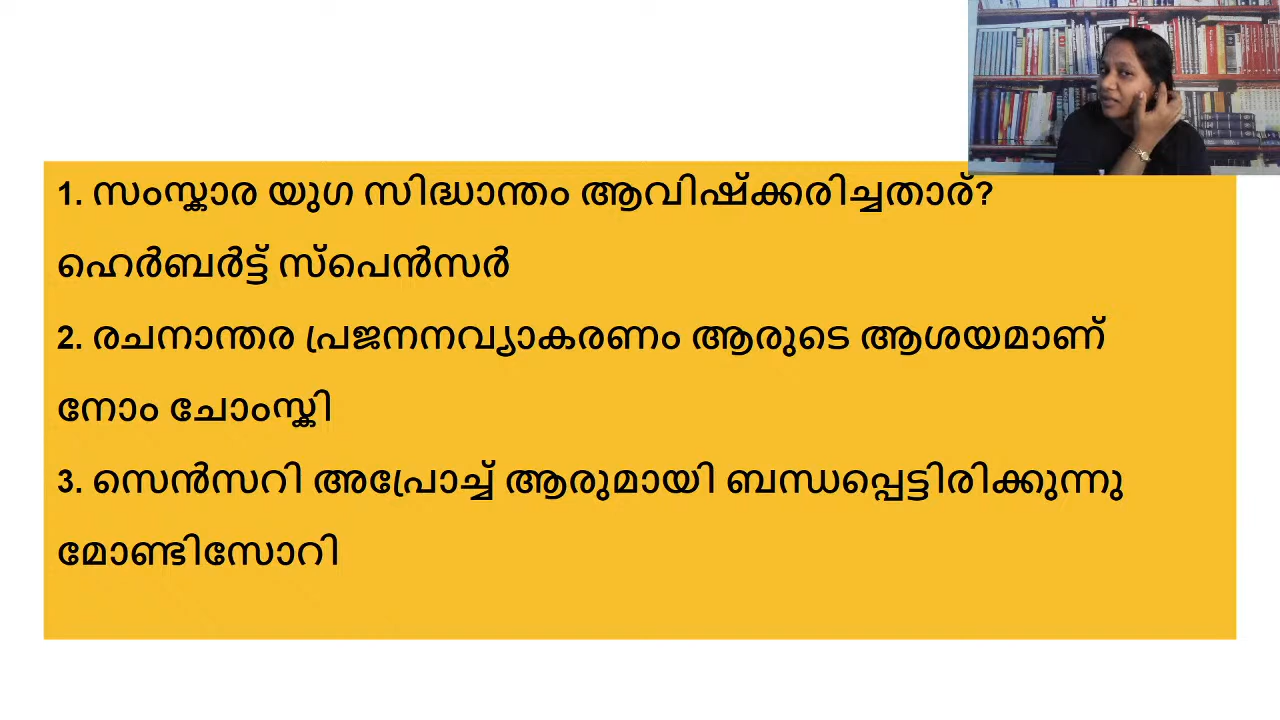 1. സംസ്കാര യുഗ സിദ്ധാന്തം ആവിഷ്ക്കരിച്ചതാര്?
ഹെർബർട്ട് സ്പെൻസർ
2. രചനാന്തര പ്രജനനവ്യാകരണം ആരുടെ ആശയമാണ്
നോം ചോംസ്കി
3. സെൻസറി അപ്രോച്ച് ആരുമായി ബന്ധപ്പെട്ടിരിക്കുന്നു
മോണ്ടിസോറി